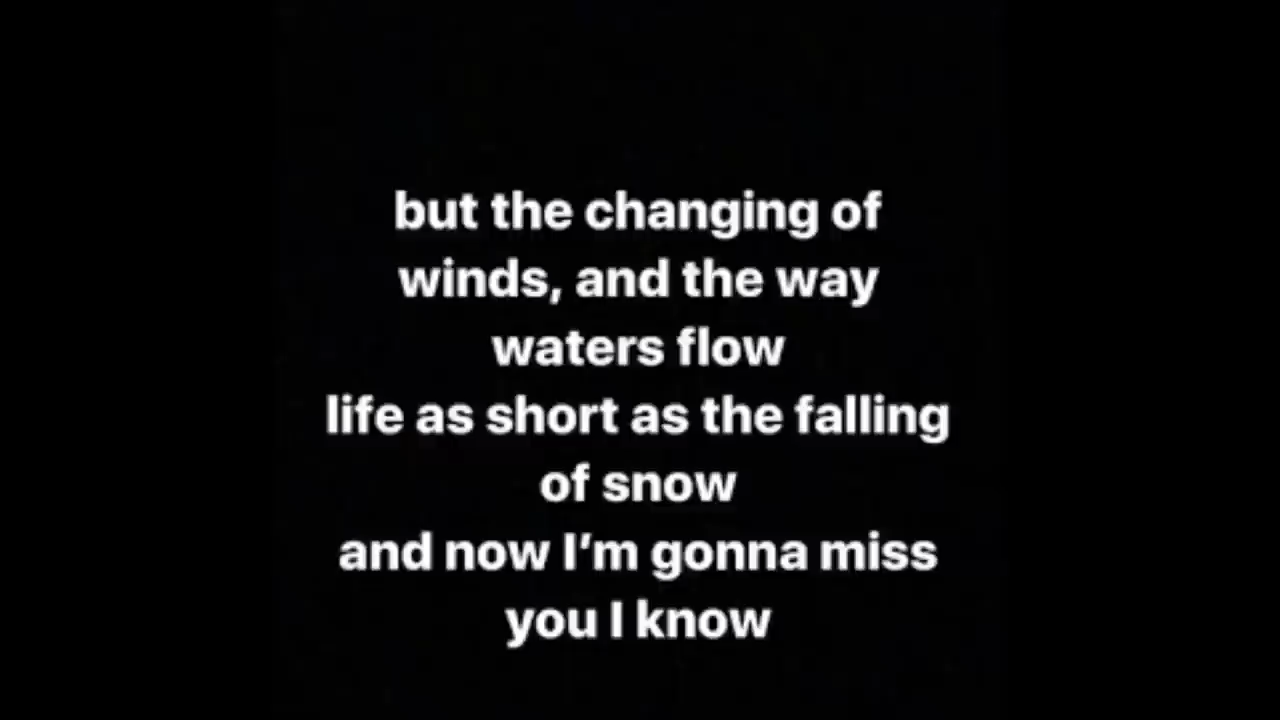 but the changing of
winds, and the way
waters flow
life as short as the falling
of snow
and now I’m gonna miss
you I know